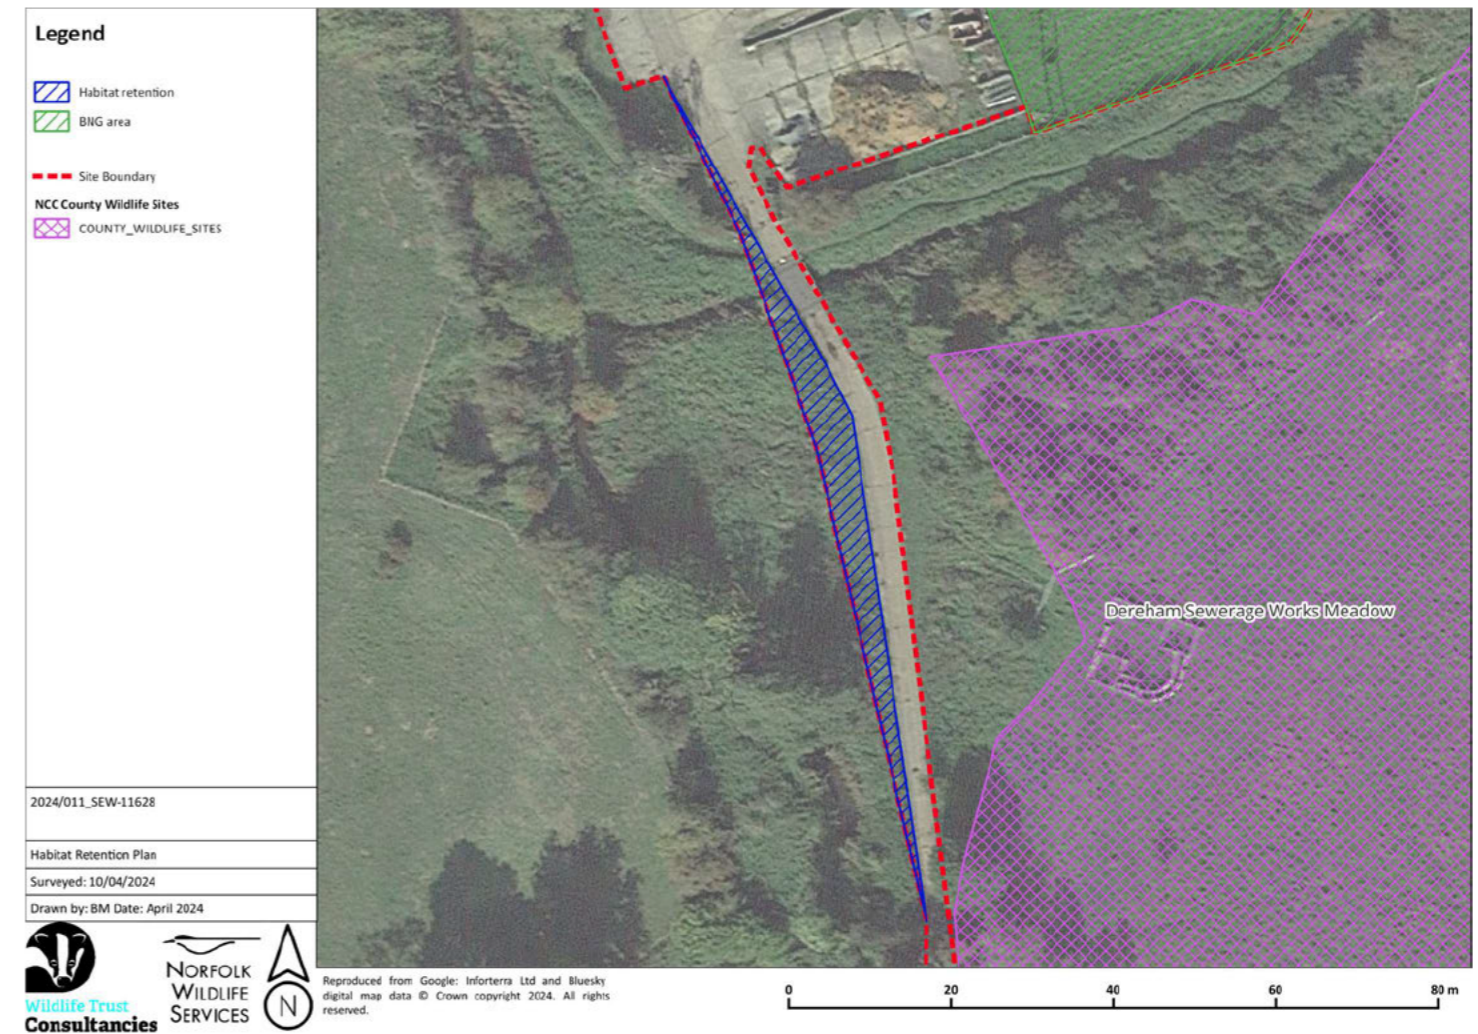 Legend
Habitat retention
BNG area
Site Boundary
NCC County Wildlife Sites
COUNTY_WILDLIFE_SITES
Dereham Sewerage Works Meadow
2024/011_SEW-11628
Habitat Retention Plan
Surveyed: 10/04/2024
Drawn by: BM Date: April 2024
Wildlife Trust
Consultancies
NORFOLK
WILDLIFE
SERVICES
N
Reproduced from Google: Inforterra Ltd and Bluesky
digital map data © Crown copyright 2024. All rights
reserved.
0 20 40 60 80 m